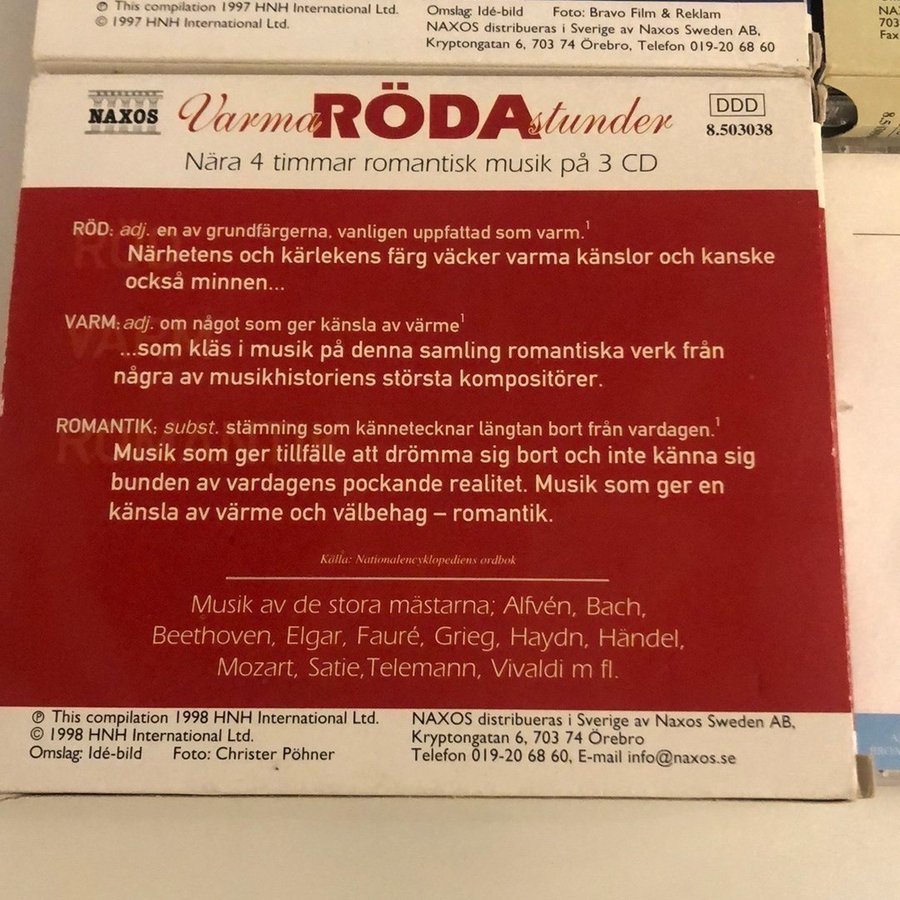 ℗ This compilation 1997 HNH International Ltd.
© 1997 HNH International Ltd.
Omslag: Idé-bild Foto: Bravo Film & Reklam
NAXOS distribueras i Sverige av Naxos Sweden AB,
Kryptongatan 6, 703 74 Örebro, Telefon 019-20 68 60
703
Fax
NAXOS
Varma RÖDA stunder
DDD
8.503038
Nära 4 timmar romantisk musik på 3 CD
RÖD: adj. en av grundfärgerna, vanligen uppfattad som varm.¹
Närhetens och kärlekens färg väcker varma känslor och kanske
också minnen...
VARM: adj. om något som ger känsla av värme¹
...som kläs i musik på denna samling romantiska verk från
några av musikhistoriens största kompositörer.
ROMANTIK: subst. stämning som kännetecknar längtan bort från vardagen.¹
Musik som ger tillfälle att drömma sig bort och inte känna sig
bunden av vardagens pockande realitet. Musik som ger en
känsla av värme och välbehag – romantik.
Källa: Nationalencyklopediens ordbok
Musik av de stora mästarna; Alfvén, Bach,
Beethoven, Elgar, Fauré, Grieg, Haydn, Händel,
Mozart, Satie, Telemann, Vivaldi m fl.
℗ This compilation 1998 HNH International Ltd.
© 1998 HNH International Ltd.
Omslag: Idé-bild Foto: Christer Pöhner
NAXOS distribueras i Sverige av Naxos Sweden AB,
Kryptongatan 6, 703 74 Örebro
Telefon 019-20 68 60, E-mail info@naxos.se